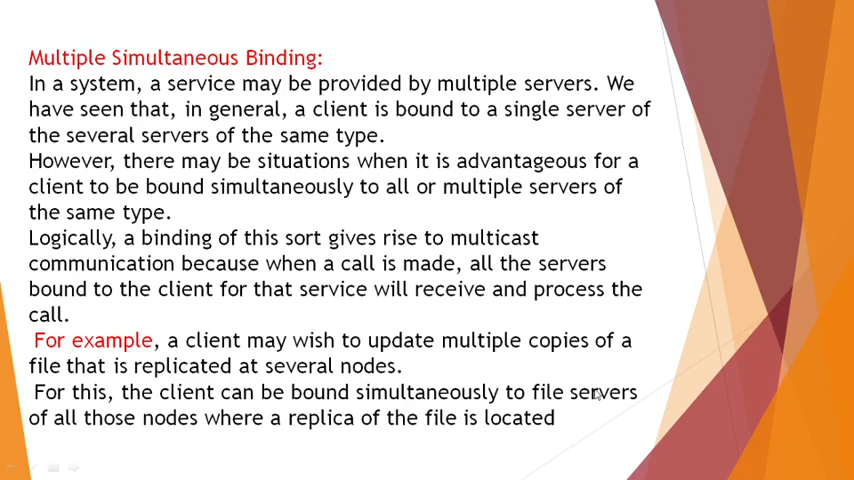 Multiple Simultaneous Binding:
In a system, a service may be provided by multiple servers. We
have seen that, in general, a client is bound to a single server of
the several servers of the same type.
However, there may be situations when it is advantageous for a
client to be bound simultaneously to all or multiple servers of
the same type.
Logically, a binding of this sort gives rise to multicast
communication because when a call is made, all the servers
bound to the client for that service will receive and process the
call.
For example, a client may wish to update multiple copies of a
file that is replicated at several nodes.
For this, the client can be bound simultaneously to file servers
of all those nodes where a replica of the file is located